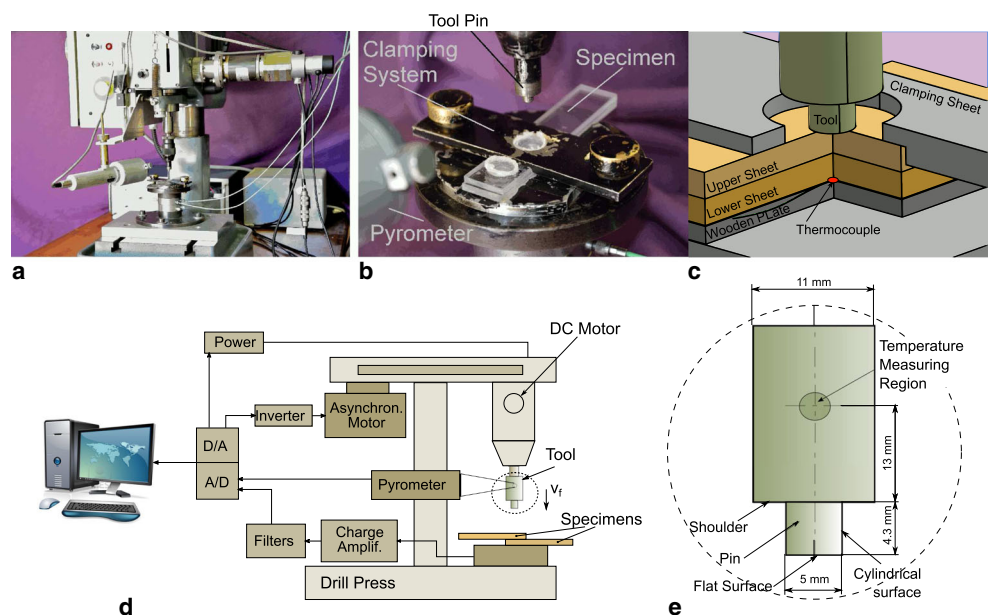 Tool Pin
Clamping
System
Specimen
Pyrometer
Clamping Sheet
Tool
Upper Sheet
Lower Sheet
Wooden PLate
Thermocouple
a
b
c
Power
DC Motor
Inverter
Asynchron.
Motor
D/A
A/D
Pyrometer
Tool
vf
Specimens
Filters
Charge
Amplif.
Drill Press
d
11 mm
Temperature
Measuring
Region
13 mm
4.3 mm
Shoulder
Pin
Flat Surface
5 mm
Cylindrical
surface
e